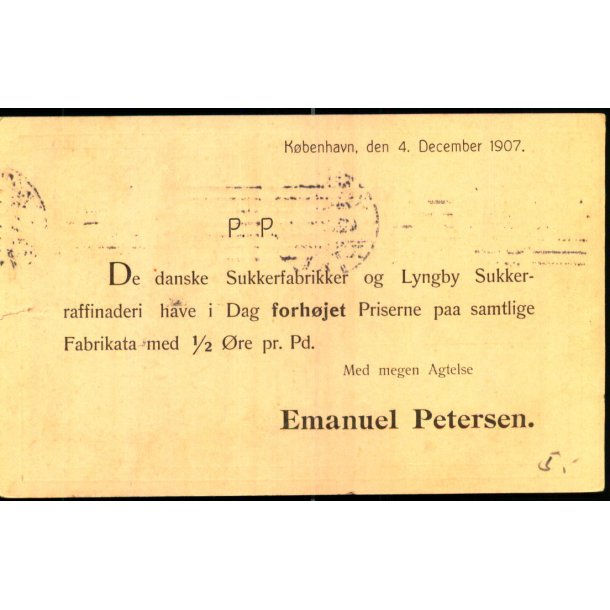 København, den 4. December 1907.
P. P.
De danske Sukkerfabrikker og Lyngby Sukker-
raffinaderi have i Dag forhøjet Priserne paa samtlige
Fabrikata med 1/2 Øre pr. Pd.
Med megen Agtelse
Emanuel Petersen.
5.-